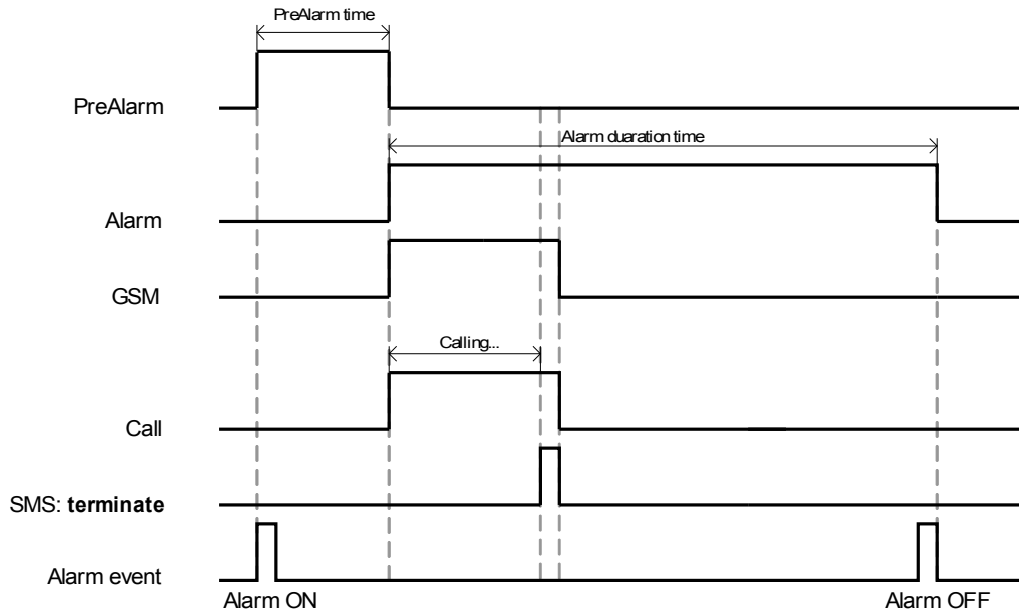 PreAlarm time
PreAlarm
Alarm duaration time
Alarm
GSM
Calling...
Call
SMS: terminate
Alarm event
Alarm ON
Alarm OFF